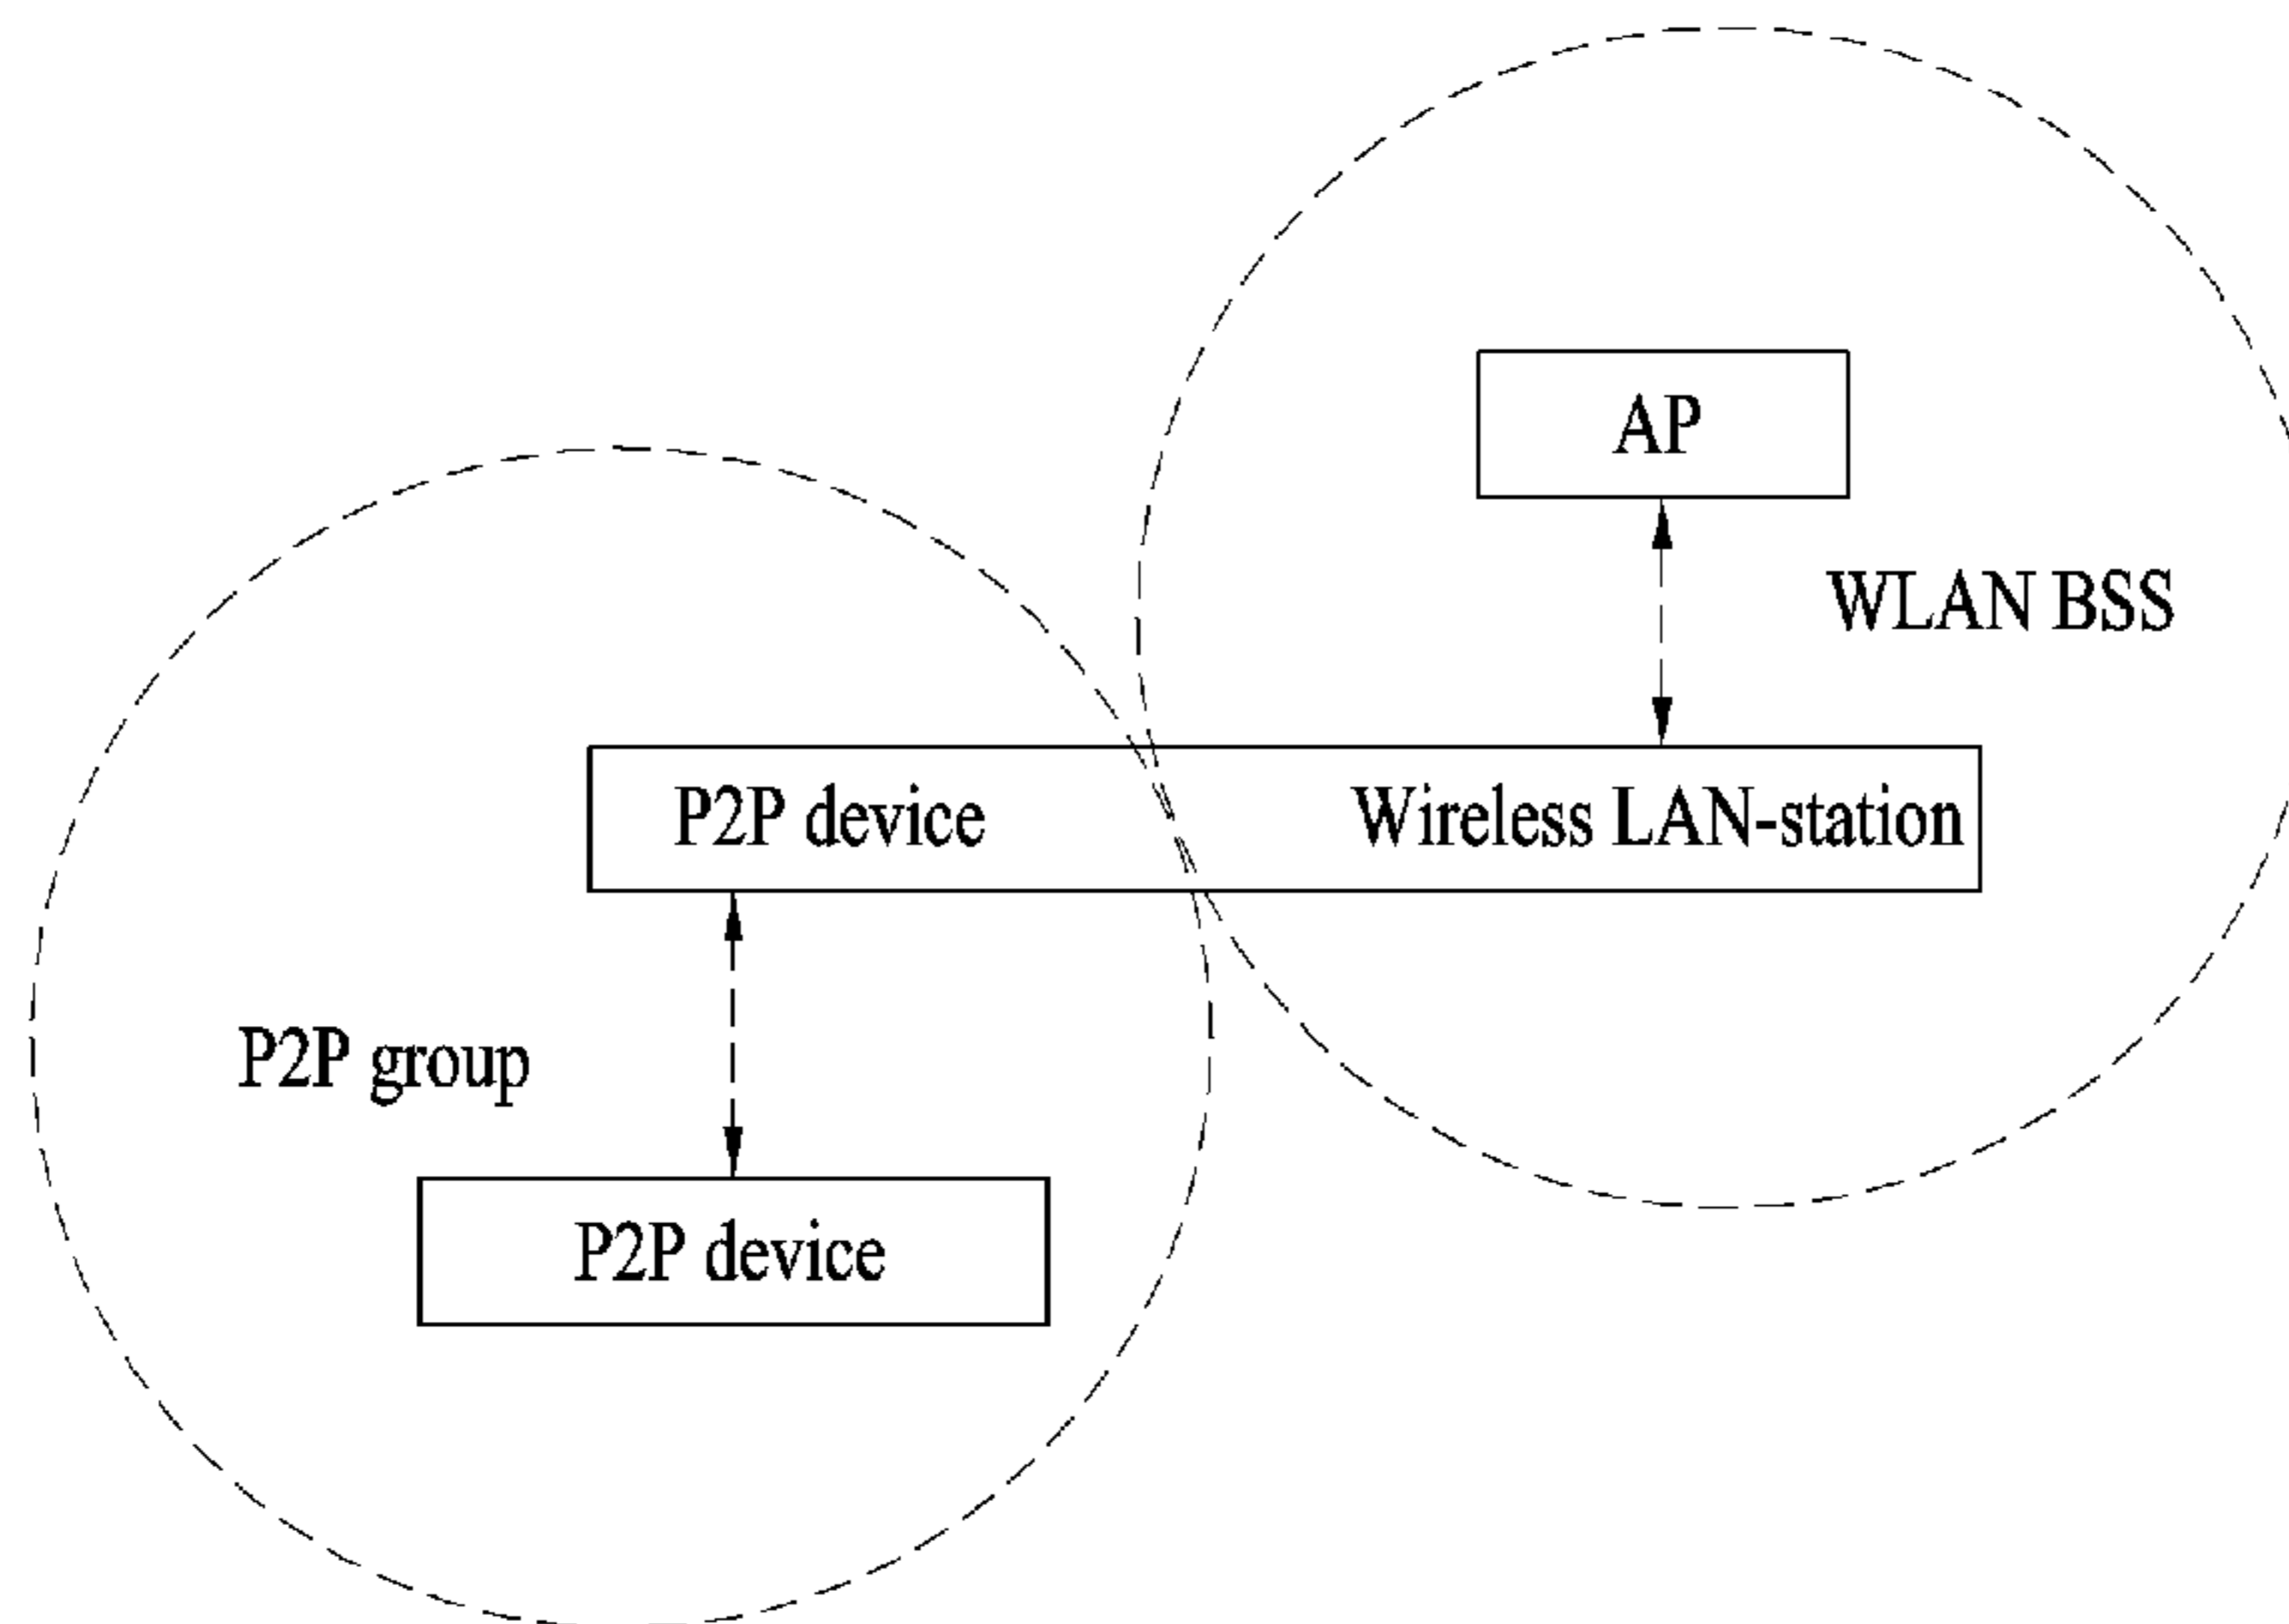 AP
WLAN BSS
P2P device
Wireless LAN-station
P2P group
P2P device